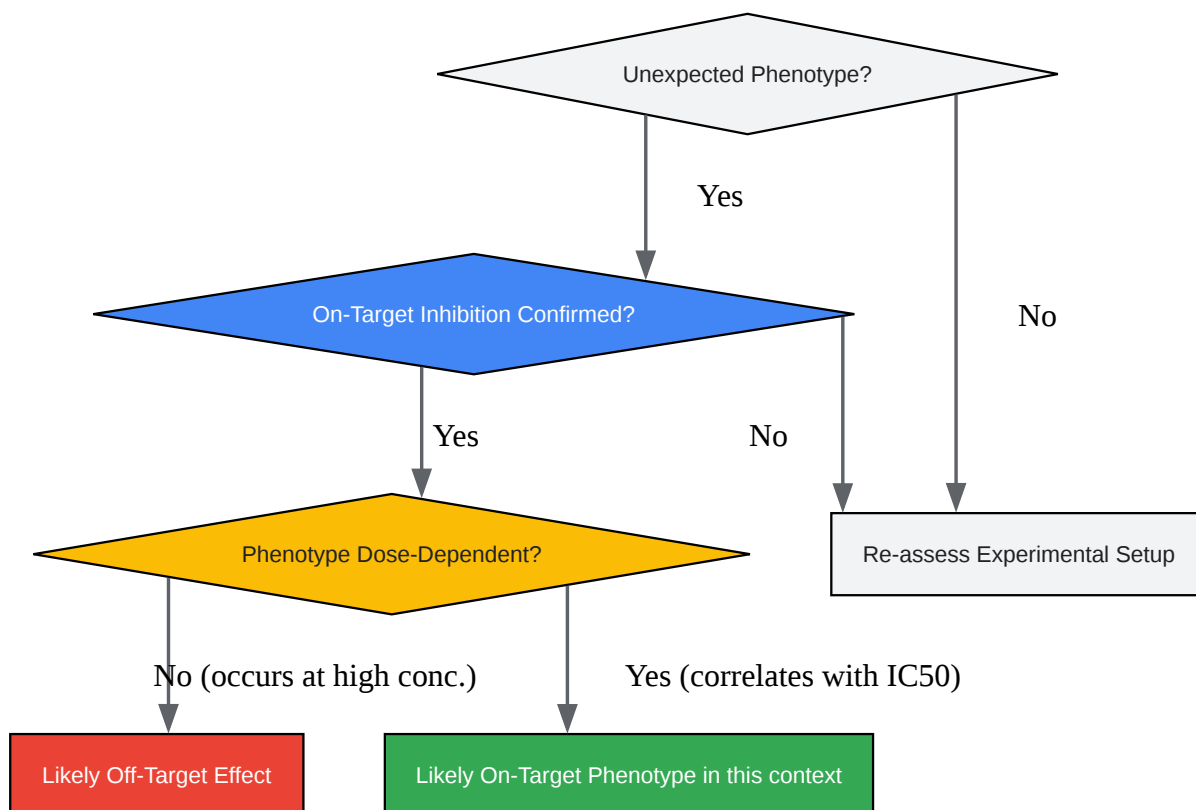 Unexpected Phenotype?
Yes
No
On-Target Inhibition Confirmed?
Yes
No
Phenotype Dose-Dependent?
Re-assess Experimental Setup
No (occurs at high conc.)
Yes (correlates with IC50)
Likely Off-Target Effect
Likely On-Target Phenotype in this context